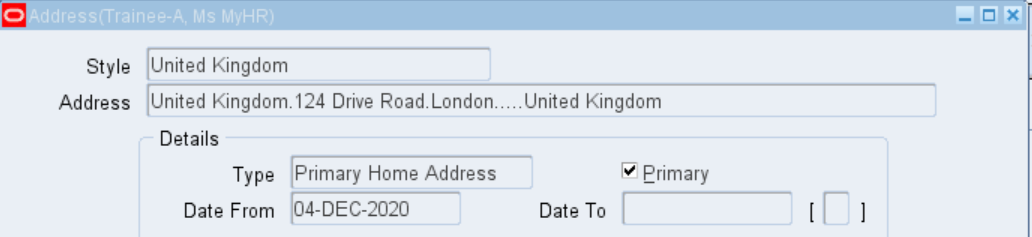 Address(Trainee-A, Ms MyHR)
Style United Kingdom
Address United Kingdom.124 Drive Road.London.....United Kingdom
Details
Type Primary Home Address Primary
Date From 04-DEC-2020 Date To [ ]